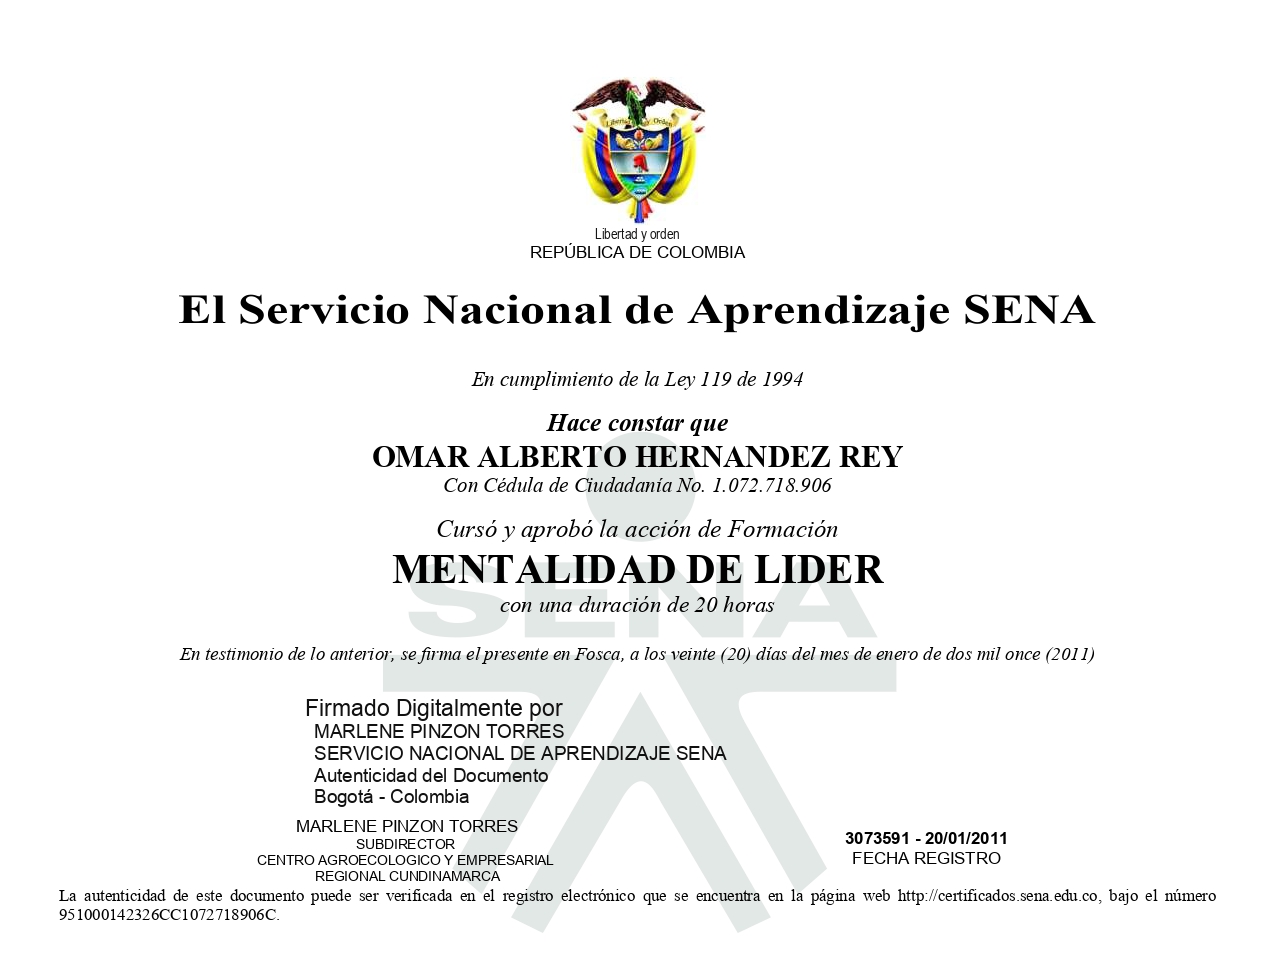 Libertad y Orden
Libertad y orden
REPÚBLICA DE COLOMBIA
El Servicio Nacional de Aprendizaje SENA
En cumplimiento de la Ley 119 de 1994
Hace constar que
OMAR ALBERTO HERNANDEZ REY
Con Cédula de Ciudadanía No. 1.072.718.906
Cursó y aprobó la acción de Formación
MENTALIDAD DE LIDER
SENA
con una duración de 20 horas
En testimonio de lo anterior, se firma el presente en Fosca, a los veinte (20) días del mes de enero de dos mil once (2011)
Firmado Digitalmente por
MARLENE PINZON TORRES
SERVICIO NACIONAL DE APRENDIZAJE SENA
Autenticidad del Documento
Bogotá - Colombia
MARLENE PINZON TORRES
SUBDIRECTOR
CENTRO AGROECOLOGICO Y EMPRESARIAL
REGIONAL CUNDINAMARCA
3073591 - 20/01/2011
FECHA REGISTRO
La autenticidad de este documento puede ser verificada en el registro electrónico que se encuentra en la página web http://certificados.sena.edu.co, bajo el número
951000142326CC1072718906C.